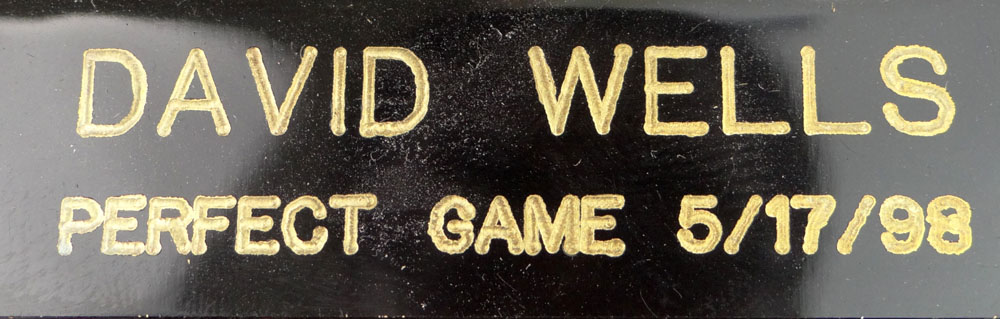 DAVID WELLS
PERFECT GAME 5/17/98